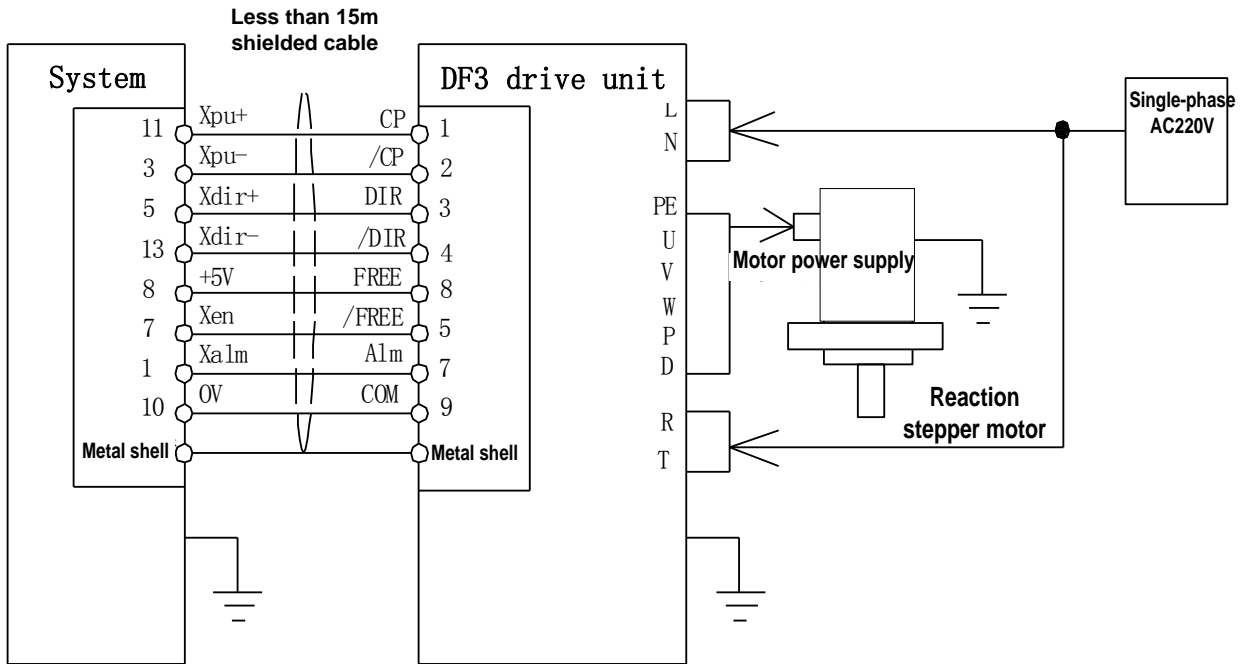 Less than 15m
shielded cable
System
DF3 drive unit
11 Xpu+ CP 1
3 Xpu- /CP 2
5 Xdir+ DIR 3
13 Xdir- /DIR 4
8 +5V FREE 8
7 Xen /FREE 5
1 Xalm Alm 7
10 0V COM 9
Metal shell Metal shell
L
N
PE
U
V
W
P
D
R
T
Single-phase
AC220V
Motor power supply
Reaction
stepper motor